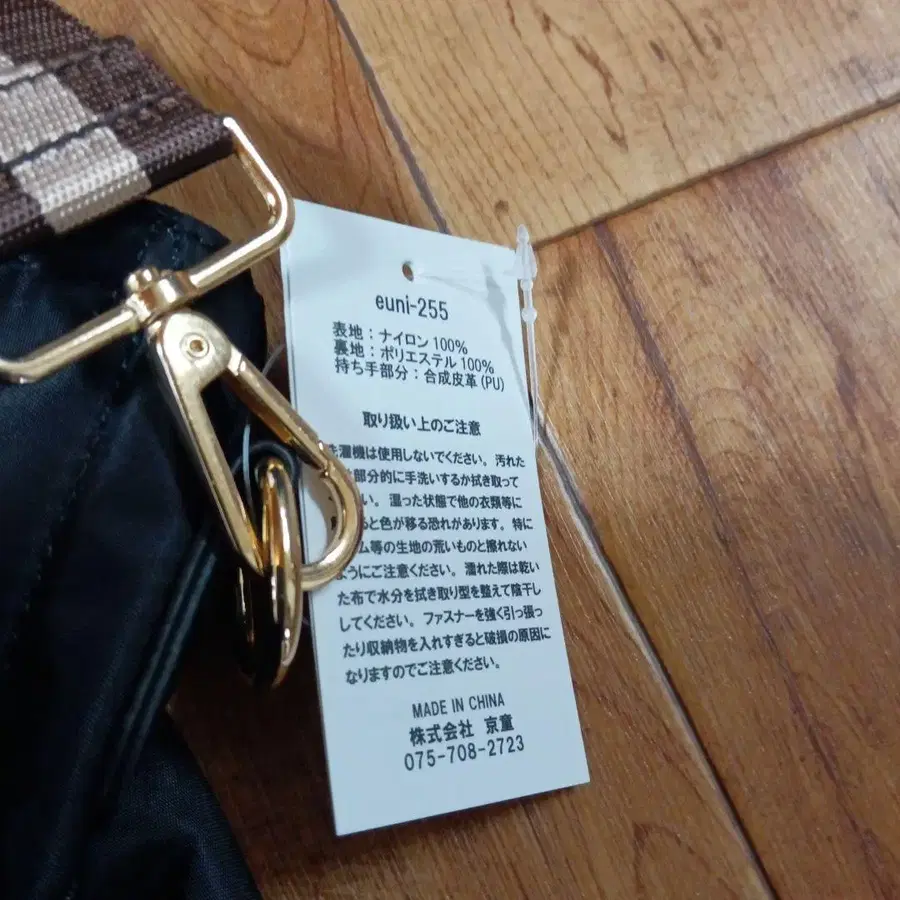 euni-255
表地：ナイロン100%
裏地：ポリエステル100%
持ち手部分：合成皮革(PU)
取り扱い上のご注意
洗濯機は使用しないでください。汚れた
部分的に手洗いするか拭き取って
い。湿った状態で他の衣類等に
ると色が移る恐れがあります。特に
ム等の生地の荒いものと擦れない
ようにご注意ください。濡れた際は乾い
た布で水分を拭き取り型を整えて陰干し
してください。ファスナーを強く引っ張っ
たり収納物を入れすぎると破損の原因に
なりますのでご注意ください。
MADE IN CHINA
株式会社 京童
075-708-2723